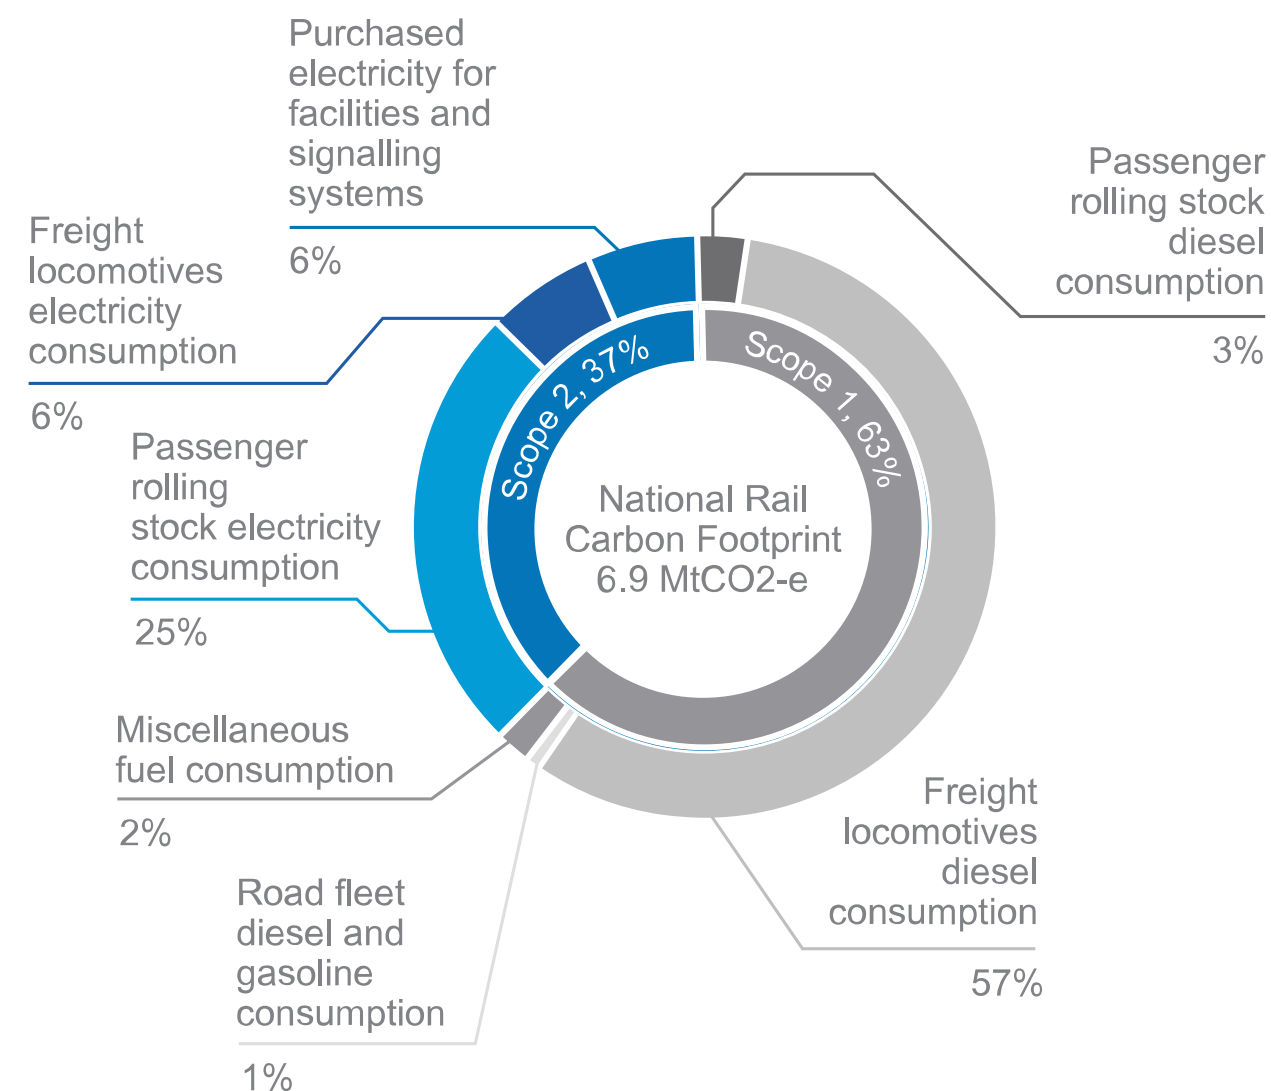 Purchased
electricity for
facilities and
signalling
systems
6%
Passenger
rolling stock
diesel
consumption
3%
Freight
locomotives
electricity
consumption
6%
Scope 2, 37%
Scope 1, 63%
National Rail
Carbon Footprint
6.9 MtCO2-e
Passenger
rolling
stock electricity
consumption
25%
Miscellaneous
fuel consumption
2%
Freight
locomotives
diesel
consumption
57%
Road fleet
diesel and
gasoline
consumption
1%